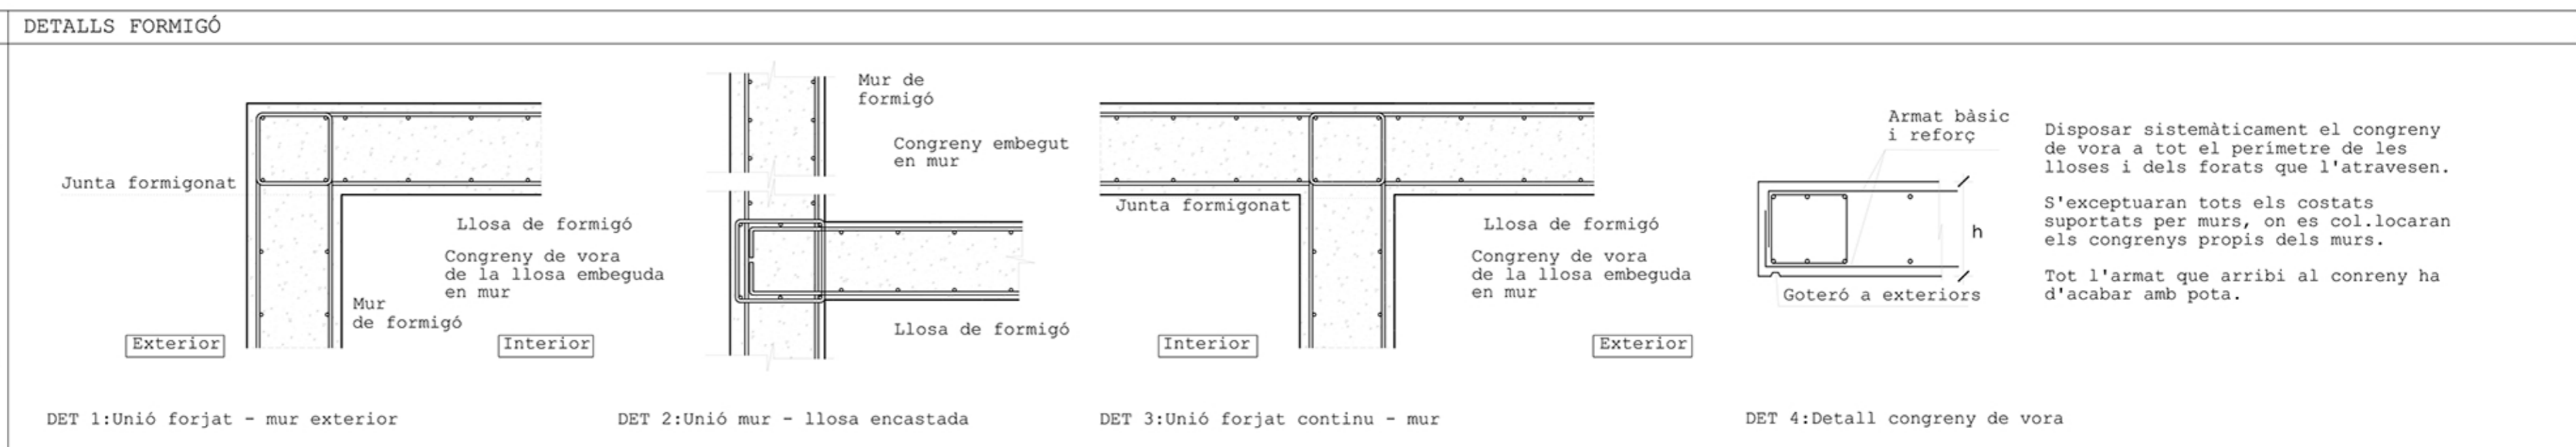 DETALLS FORMIGÓ
Junta formigonat
Llosa de formigó
Congreny de vora
de la llosa embeguda
en mur
Mur
de formigó
Exterior
Interior
DET 1:Unió forjat - mur exterior
Mur de
formigó
Congreny embegut
en mur
Llosa de formigó
DET 2:Unió mur - llosa encastada
Junta formigonat
Llosa de formigó
Congreny de vora
de la llosa embeguda
en mur
Interior
Exterior
DET 3:Unió forjat continu - mur
Armat bàsic
i reforç
h
Goteró a exteriors
DET 4:Detall congreny de vora
Disposar sistemàticament el congreny
de vora a tot el perímetre de les
lloses i dels forats que l'atravesen.
S'exceptuaran tots els costats
suportats per murs, on es col.locaran
els congrenys propis dels murs.
Tot l'armat que arribi al conreny ha
d'acabar amb pota.